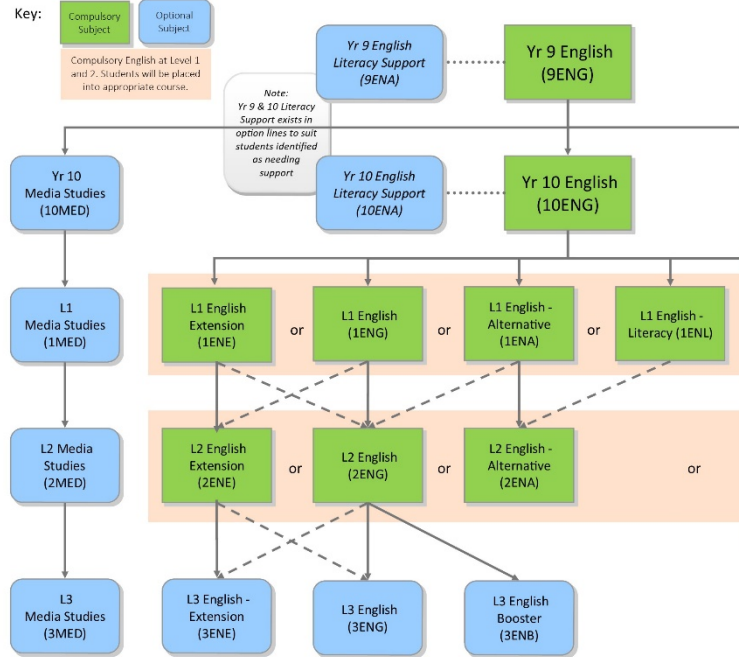 Key:
Compulsory
Subject
Optional
Subject
Compulsory English at Level 1
and 2. Students will be placed
into appropriate course.
Note:
Yr 9 & 10 Literacy
Support exists in
option lines to suit
students identified
as needing
support
Yr 9 English
Literacy Support
(9ENA)
Yr 9 English
(9ENG)
Yr 10
Media Studies
(10MED)
Yr 10 English
Literacy Support
(10ENA)
Yr 10 English
(10ENG)
L1
Media Studies
(1MED)
L1 English
Extension
(1ENE)
or
L1 English
(1ENG)
or
L1 English -
Alternative
(1ENA)
or
L1 English -
Literacy (1ENL)
L2 Media
Studies
(2MED)
L2 English
Extension
(2ENE)
or
L2 English
(2ENG)
or
L2 English -
Alternative
(2ENA)
or
L3
Media Studies
(3MED)
L3 English -
Extension
(3ENE)
L3 English
(3ENG)
L3 English
Booster
(3ENB)